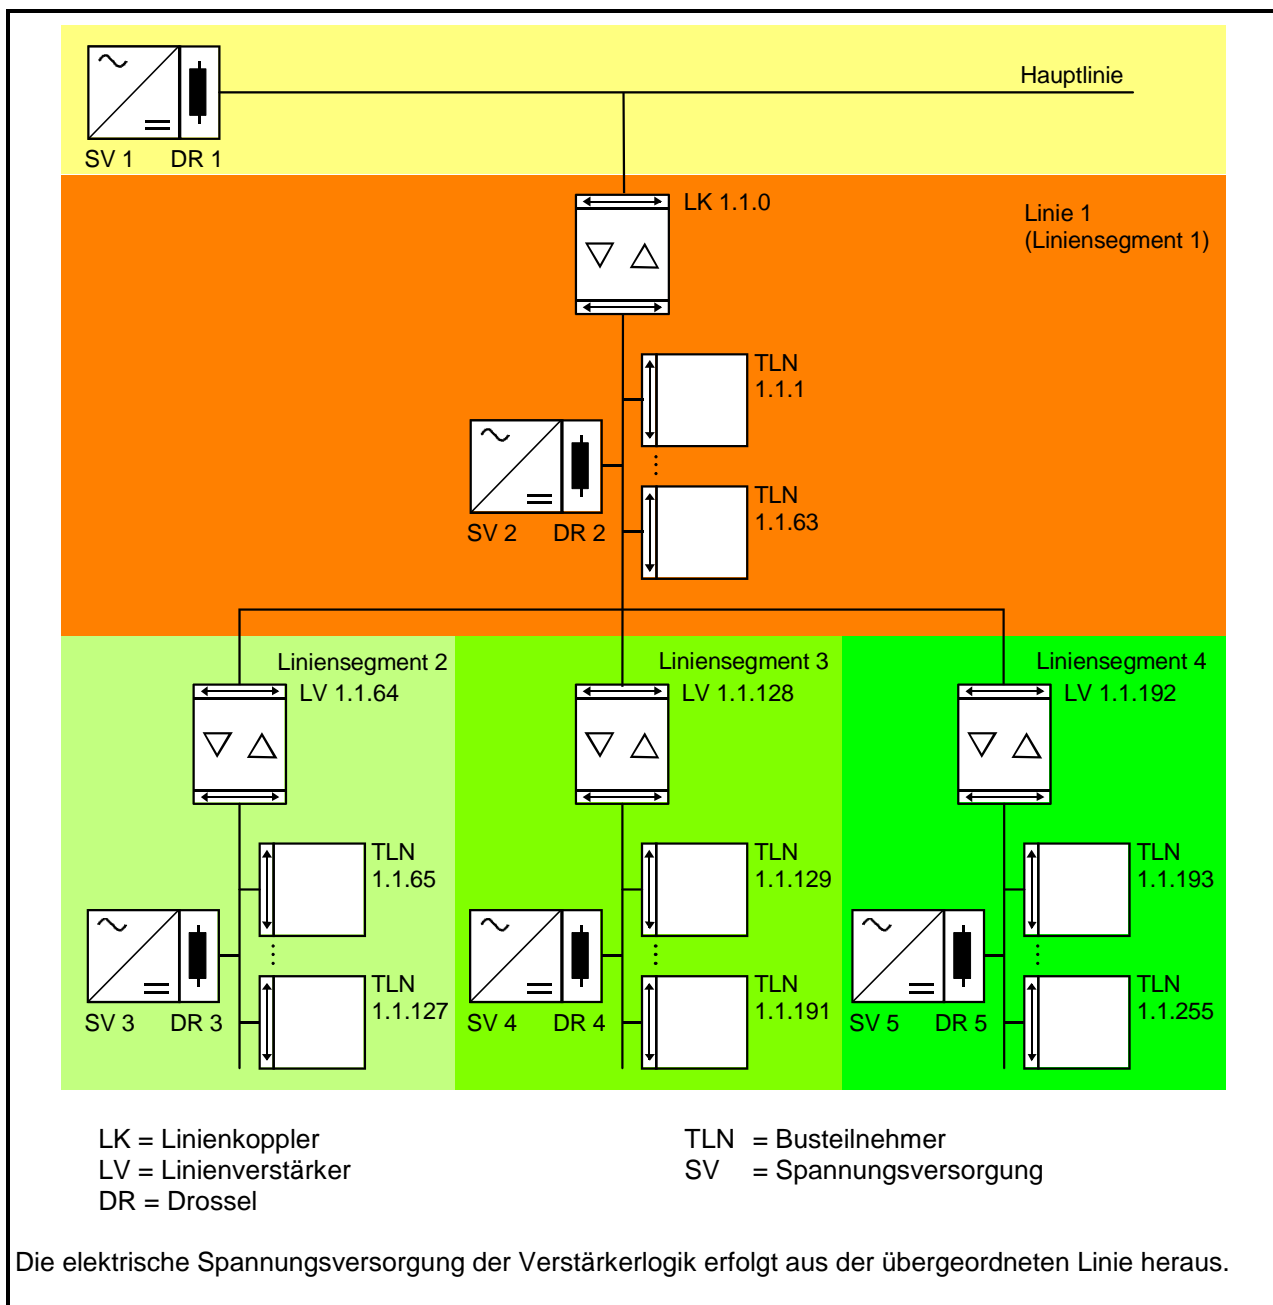 Hauptlinie
SV 1 DR 1
LK 1.1.0
Linie 1
(Liniensegment 1)
TLN
1.1.1
SV 2 DR 2
TLN
1.1.63
Liniensegment 2
LV 1.1.64
Liniensegment 3
LV 1.1.128
Liniensegment 4
LV 1.1.192
TLN
1.1.65
SV 3 DR 3
TLN
1.1.127
TLN
1.1.129
SV 4 DR 4
TLN
1.1.191
TLN
1.1.193
SV 5 DR 5
TLN
1.1.255
LK = Linienkoppler
LV = Linienverstärker
DR = Drossel
TLN = Busteilnehmer
SV = Spannungsversorgung
Die elektrische Spannungsversorgung der Verstärkerlogik erfolgt aus der übergeordneten Linie heraus.